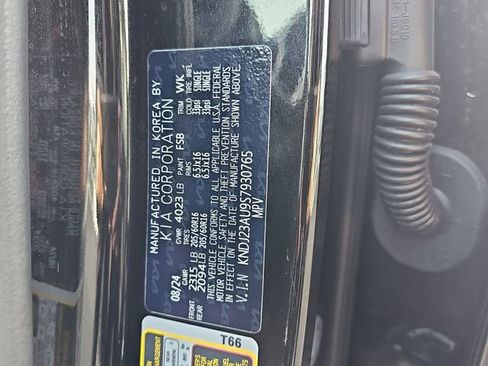 MANUFACTURED IN KOREA BY
KIA CORPORATION
08/24 GVWR 4023 LB PAINT FSB TRIM WK
GAWR TIRES RIMS COLD TIRE INFL.
FRONT 2315 LB 205/60R16 6.5Jx16 33psi SINGLE
REAR 2094 LB 205/60R16 6.5Jx16 33psi SINGLE
THIS VEHICLE CONFORMS TO ALL APPLICABLE U.S.A. FEDERAL
MOTOR VEHICLE SAFETY AND THEFT PREVENTION STANDARDS
IN EFFECT ON THE DATE OF MANUFACTURE SHOWN ABOVE.
V.I.N KNDJ23AU9S7930765
MPV
T66